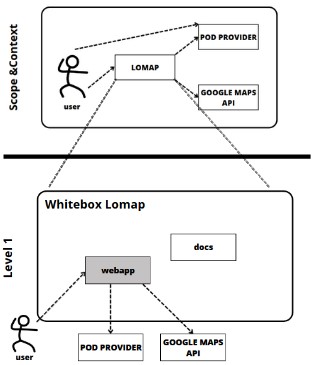 Scope &Context
POD PROVIDER
LOMAP
user
GOOGLE MAPS
API
Level 1
Whitebox Lomap
docs
webapp
user
POD PROVIDER
GOOGLE MAPS
API